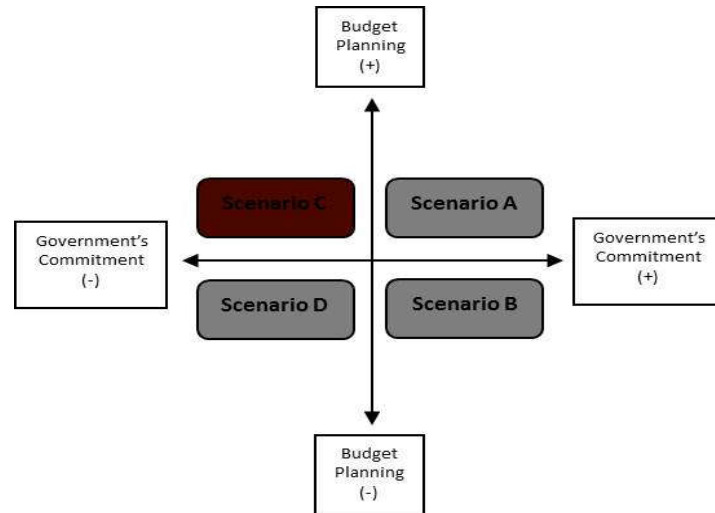 Budget
Planning
(+)
Scenario C
Scenario A
Government's
Commitment
(-)
Government's
Commitment
(+)
Scenario D
Scenario B
Budget
Planning
(-)